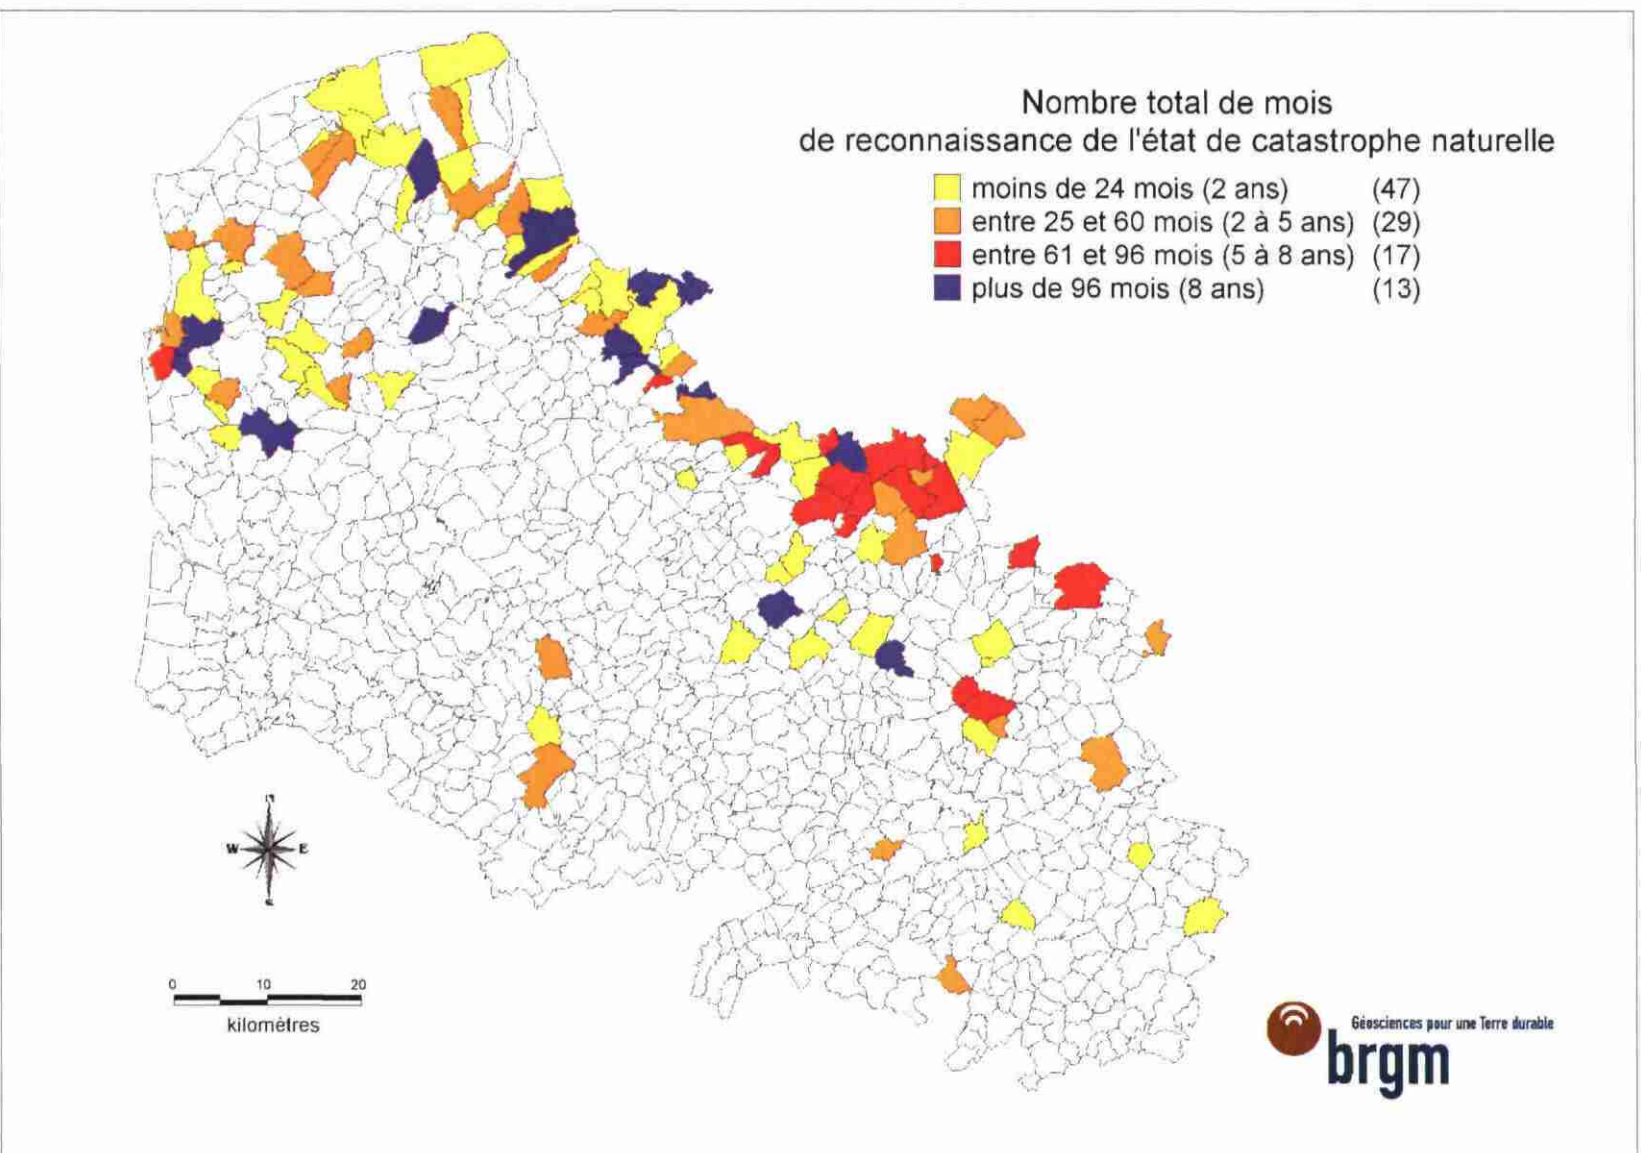 Nombre total de mois
de reconnaissance de l'état de catastrophe naturelle
moins de 24 mois (2 ans) (47)
entre 25 et 60 mois (2 à 5 ans) (29)
entre 61 et 96 mois (5 à 8 ans) (17)
plus de 96 mois (8 ans) (13)
W E
0 10 20
kilomètres
Géosciences pour une Terre durable
brgm